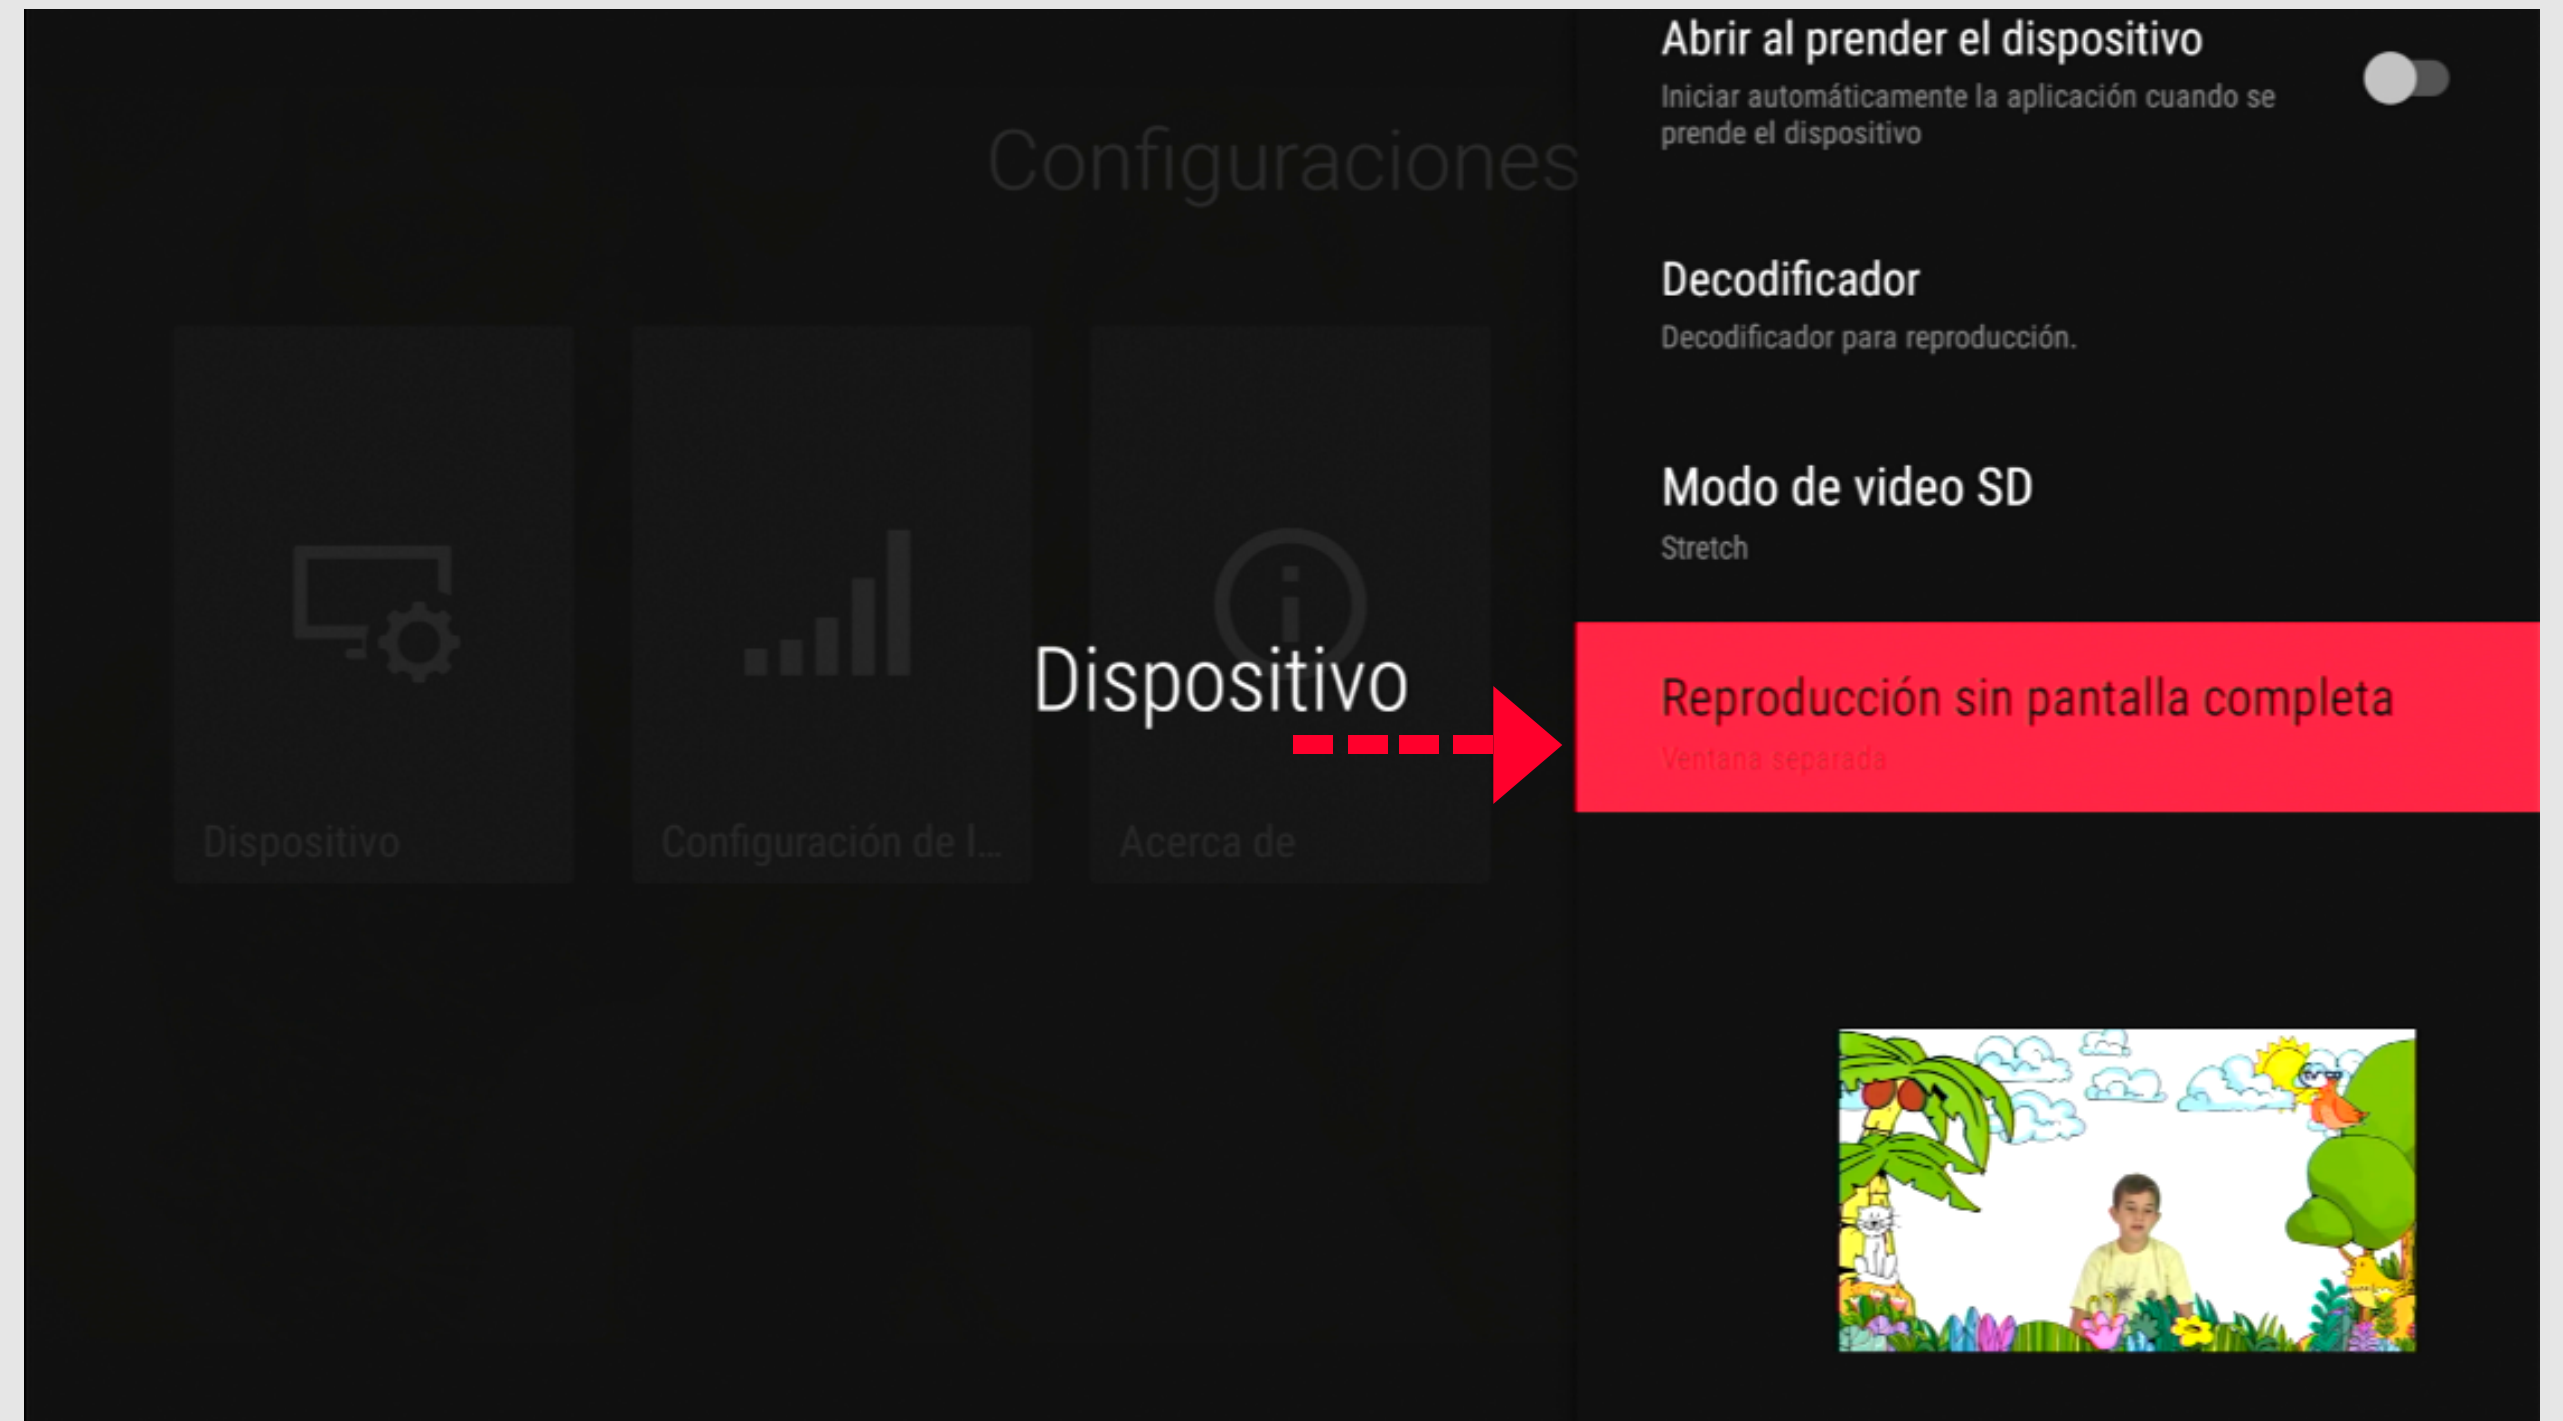 Configuraciones
Dispositivo
Configuración de l...
Acerca de
Dispositivo
Abrir al prender el dispositivo
Iniciar automáticamente la aplicación cuando se
prende el dispositivo
Decodificador
Decodificador para reproducción.
Modo de video SD
Stretch
Reproducción sin pantalla completa
Ventana separada